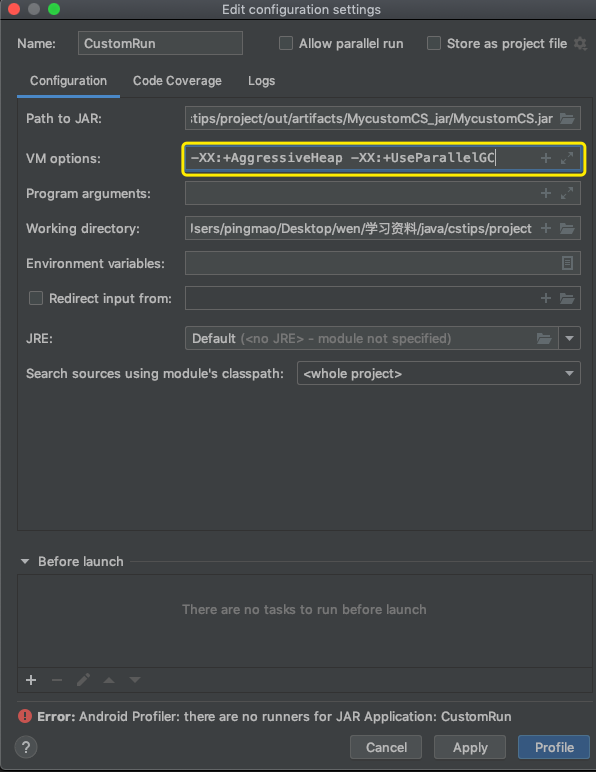 Edit configuration settings
Name: CustomRun Allow parallel run Store as project file
Configuration Code Coverage Logs
Path to JAR: :tips/project/out/artifacts/MycustomCS_jar/MycustomCS.jar
VM options: -XX:+AggressiveHeap -XX:+UseParallelGC
Program arguments:
Working directory: Users/pingmao/Desktop/wen/学习资料/java/cstips/project
Environment variables:
Redirect input from:
JRE: Default (<no JRE> - module not specified)
Search sources using module's classpath: <whole project>
Before launch
There are no tasks to run before launch
Error: Android Profiler: there are no runners for JAR Application: CustomRun
? Cancel Apply Profile